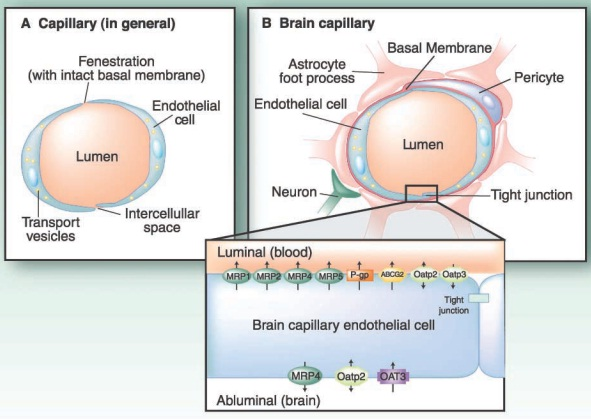 A Capillary (in general)
Fenestration
(with intact basal membrane)
Endothelial
cell
Lumen
Transport
vesicles
Intercellular
space
B Brain capillary
Basal Membrane
Astrocyte
foot process
Pericyte
Endothelial cell
Lumen
Neuron
Tight junction
Luminal (blood)
MRP1 MRP2 MRP4 MRP5 P-gp ABCG2 Oatp2 Oatp3
Tight
junction
Brain capillary endothelial cell
MRP4 Oatp2 OAT3
Abluminal (brain)